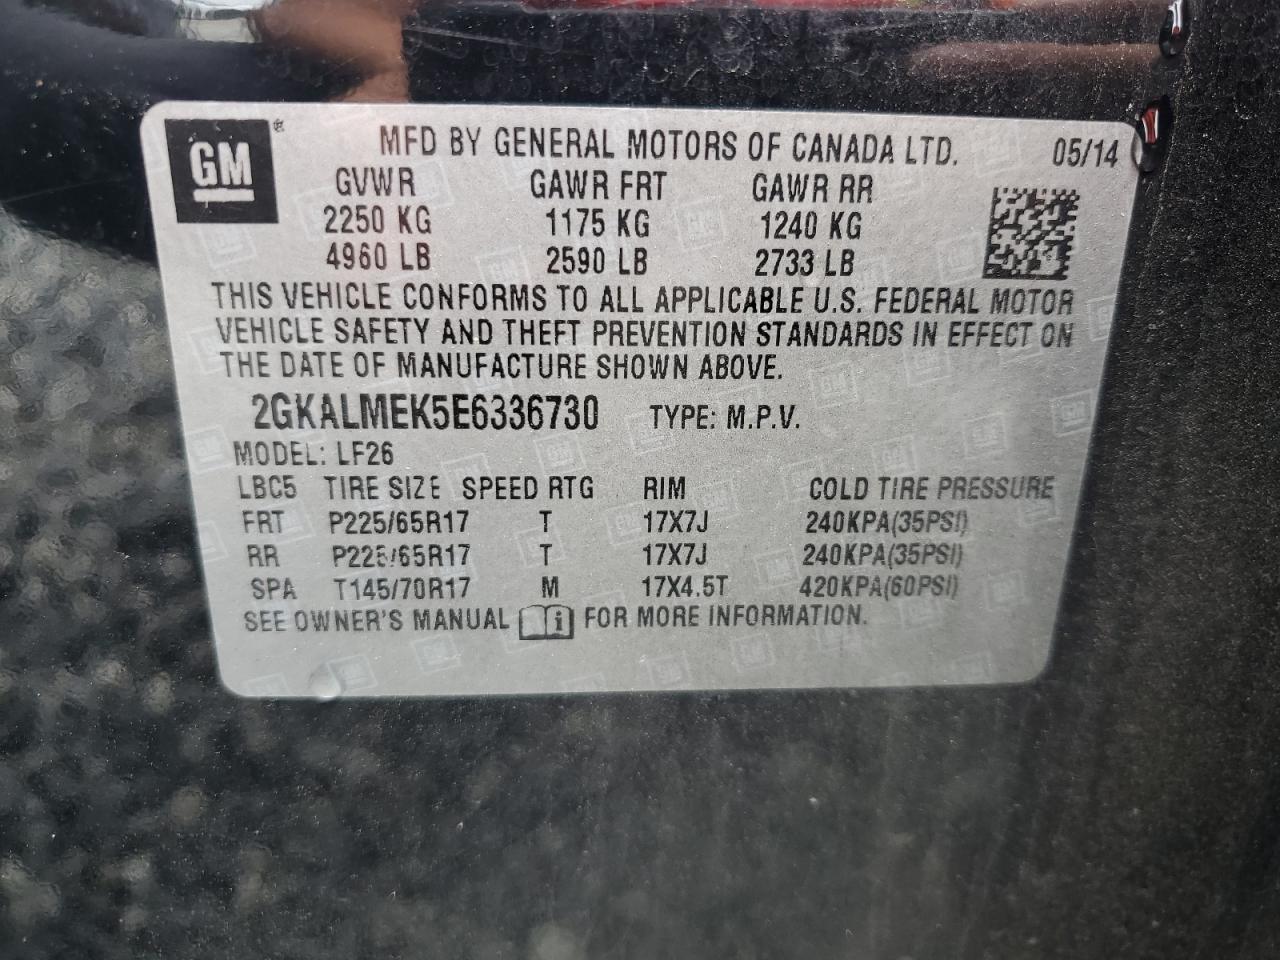 GM ®
MFD BY GENERAL MOTORS OF CANADA LTD. 05/14
GVWR GAWR FRT GAWR RR
2250 KG 1175 KG 1240 KG
4960 LB 2590 LB 2733 LB
THIS VEHICLE CONFORMS TO ALL APPLICABLE U.S. FEDERAL MOTOR
VEHICLE SAFETY AND THEFT PREVENTION STANDARDS IN EFFECT ON
THE DATE OF MANUFACTURE SHOWN ABOVE.
2GKALMEK5E6336730 TYPE: M.P.V.
MODEL: LF26
LBC5 TIRE SIZE SPEED RTG RIM COLD TIRE PRESSURE
FRT P225/65R17 T 17X7J 240KPA(35PSI)
RR P225/65R17 T 17X7J 240KPA(35PSI)
SPA T145/70R17 M 17X4.5T 420KPA(60PSI)
SEE OWNER'S MANUAL i FOR MORE INFORMATION.